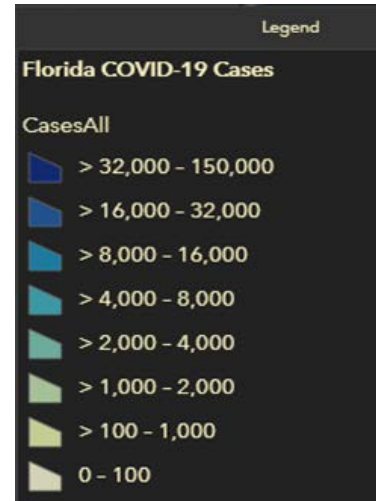 Legend
Florida COVID-19 Cases
CasesAll
> 32,000 – 150,000
> 16,000 – 32,000
> 8,000 – 16,000
> 4,000 – 8,000
> 2,000 – 4,000
> 1,000 – 2,000
> 100 – 1,000
0 – 100